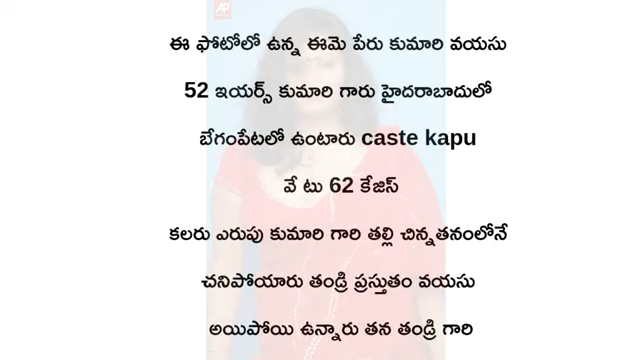 AP
ఈ ఫోటోలో ఉన్న ఈమె పేరు కుమారి వయసు
52 ఇయర్స్ కుమారి గారు హైదరాబాదులో
బేగంపేటలో ఉంటారు caste kapu
వే టు 62 కేజిస్
కలరు ఎరుపు కుమారి గారి తల్లి చిన్నతనంలోనే
చనిపోయారు తండ్రి ప్రస్తుతం వయసు
అయిపోయి ఉన్నారు తన తండ్రి గారి